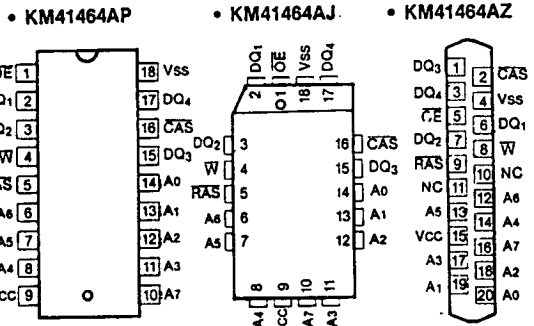 • KM41464AP
• KM41464AJ
• KM41464AZ
OE 1 18 VSS
Q1 2 17 DQ4
Q2 3 16 CAS
W 4 15 DQ3
AS 5 14 A0
A6 6 13 A1
A5 7 12 A2
A4 8 11 A3
CC 9 10 A7
DQ1 OE VSS DQ4
2 1 18 17
DQ2 3 16 CAS
W 4 15 DQ3
RAS 5 14 A0
A6 6 13 A1
A5 7 12 A2
8 9 10 11
A4 CC A7 A3
DQ3 1
2 CAS
DQ4 3
4 VSS
5
6 DQ1
DQ2 7
8 W
RAS 9
10 NC
NC 11
12 A6
A5 13
14 A4
VCC 15
16 A7
A3 17
18 A2
A1 19
20 A0